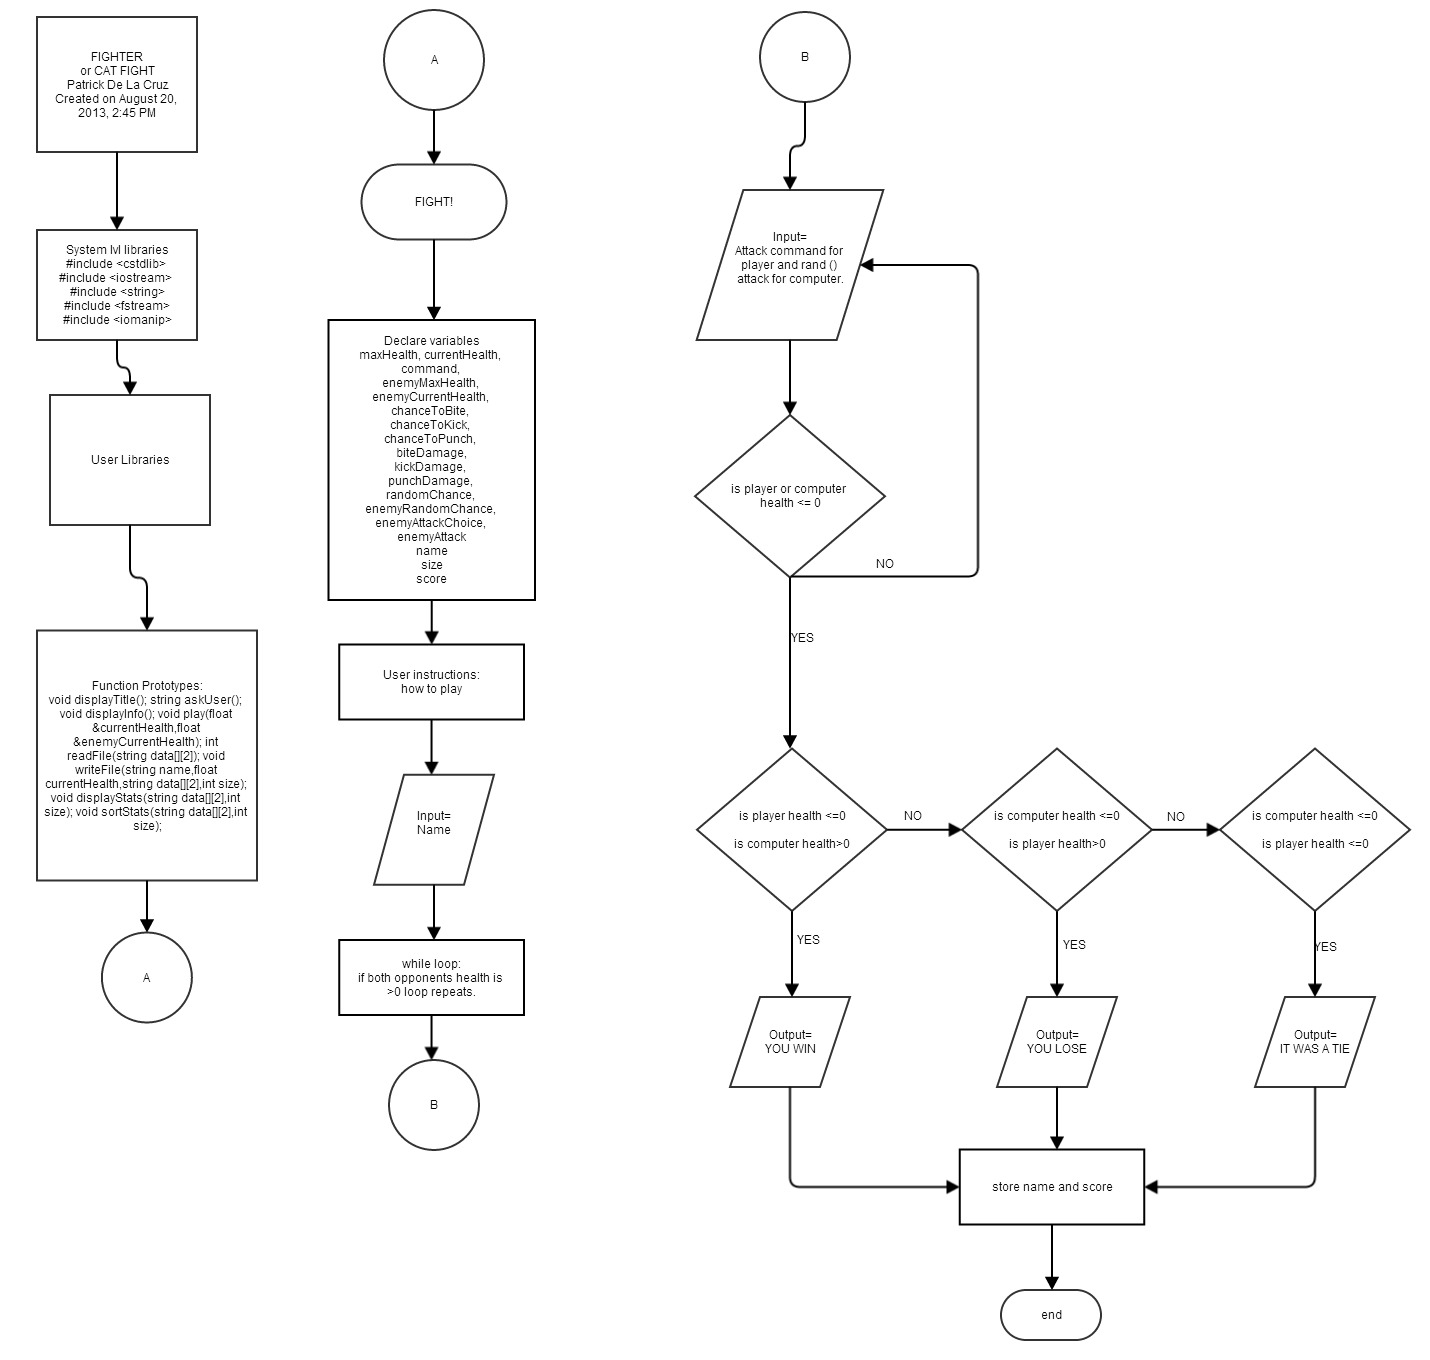 FIGHTER
or CAT FIGHT
Patrick De La Cruz
Created on August 20,
2013, 2:45 PM
System lvl libraries
#include <cstdlib>
#include <iostream>
#include <string>
#include <fstream>
#include <iomanip>
User Libraries
Function Prototypes:
void displayTitle(); string askUser();
void displayInfo(); void play(float
&currentHealth,float
&enemyCurrentHealth); int
readFile(string data[][2]); void
writeFile(string name,float
currentHealth,string data[][2],int size);
void displayStats(string data[][2],int
size); void sortStats(string data[][2],int
size);
A
A
FIGHT!
Declare variables
maxHealth, currentHealth,
command,
enemyMaxHealth,
enemyCurrentHealth,
chanceToBite,
chanceToKick,
chanceToPunch,
biteDamage,
kickDamage,
punchDamage,
randomChance,
enemyRandomChance,
enemyAttackChoice,
enemyAttack
name
size
score
User instructions:
how to play
Input=
Name
while loop:
if both opponents health is
>0 loop repeats.
B
B
Input=
Attack command for
player and rand ()
attack for computer.
is player or computer
health <= 0
NO
YES
is player health <=0
is computer health>0
NO
is computer health <=0
is player health>0
NO
is computer health <=0
is player health <=0
YES
YES
YES
Output=
YOU WIN
Output=
YOU LOSE
Output=
IT WAS A TIE
store name and score
end